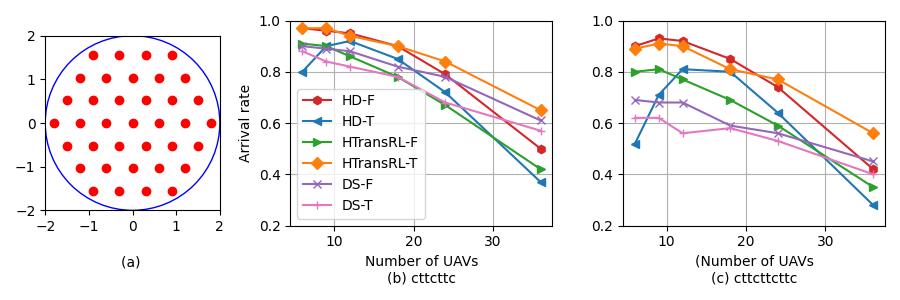 2
1
0
−1
−2
−2 −1 0 1 2
(a)
Arrival rate
1.0
0.8
0.6
0.4
0.2
HD-F
HD-T
HTransRL-F
HTransRL-T
DS-F
DS-T
10 20 30
Number of UAVs
(b) cttcttc
1.0
0.8
0.6
0.4
0.2
10 20 30
(Number of UAVs
(c) cttcttcttc